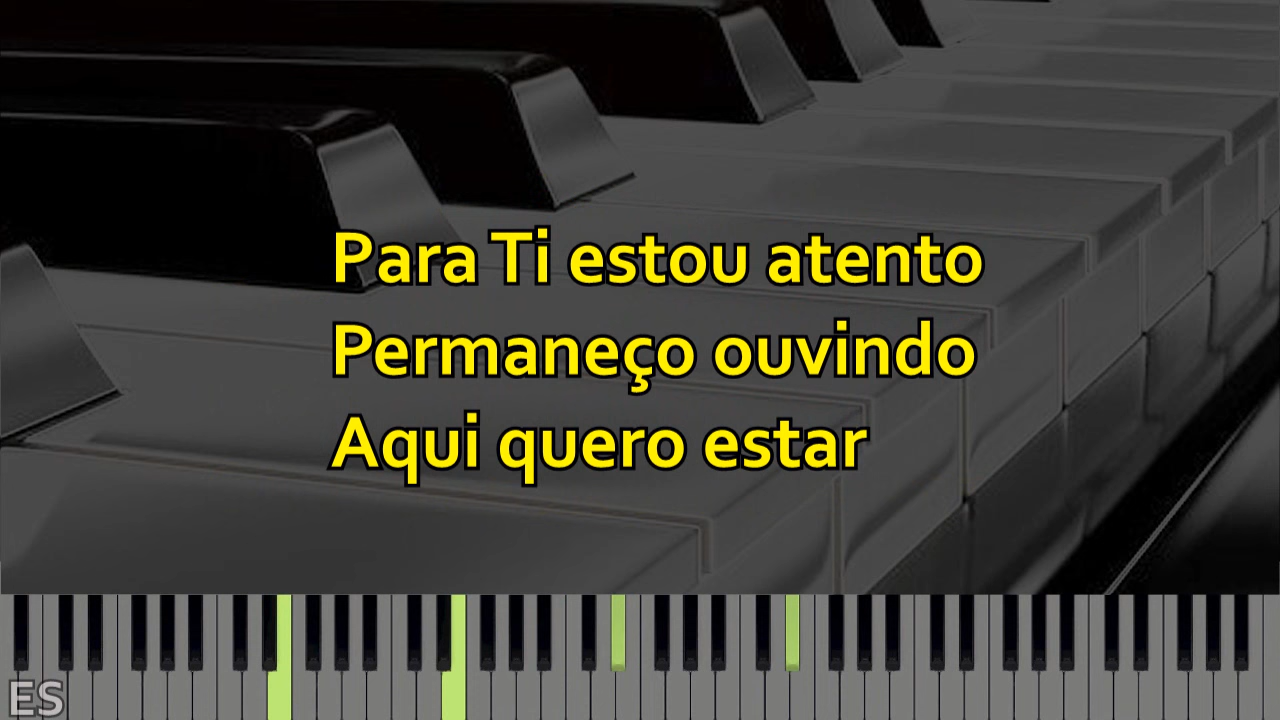 Para Ti estou atento
Permaneço ouvindo
Aqui quero estar
ES